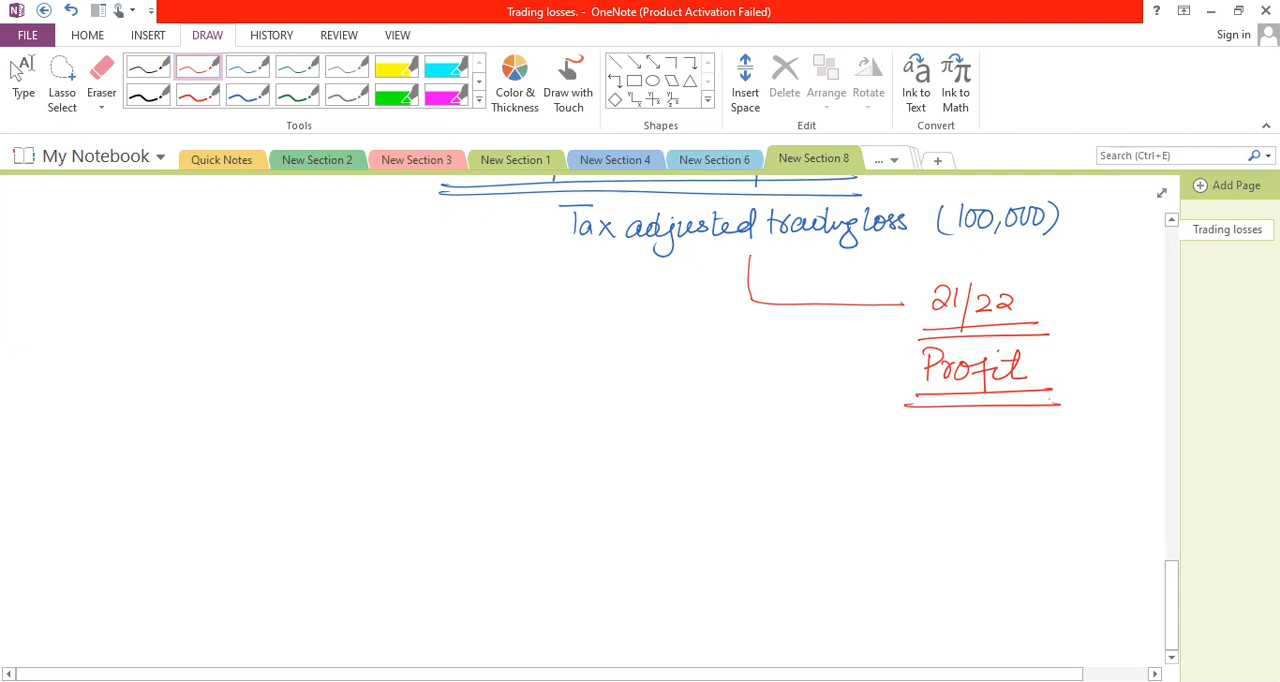 Trading losses. - OneNote (Product Activation Failed)
?
FILE HOME INSERT DRAW HISTORY REVIEW VIEW
Sign in
Type
Lasso Select
Eraser
Color & Thickness
Draw with Touch
Insert Space
Delete
Arrange
Rotate
Ink to Text
Ink to Math
Tools
Shapes
Edit
Convert
My Notebook
Quick Notes New Section 2 New Section 3 New Section 1 New Section 4 New Section 6 New Section 8 ...
Search (Ctrl+E)
Add Page
Trading losses
Tax adjusted trading loss (100,000)
21/22
Profit